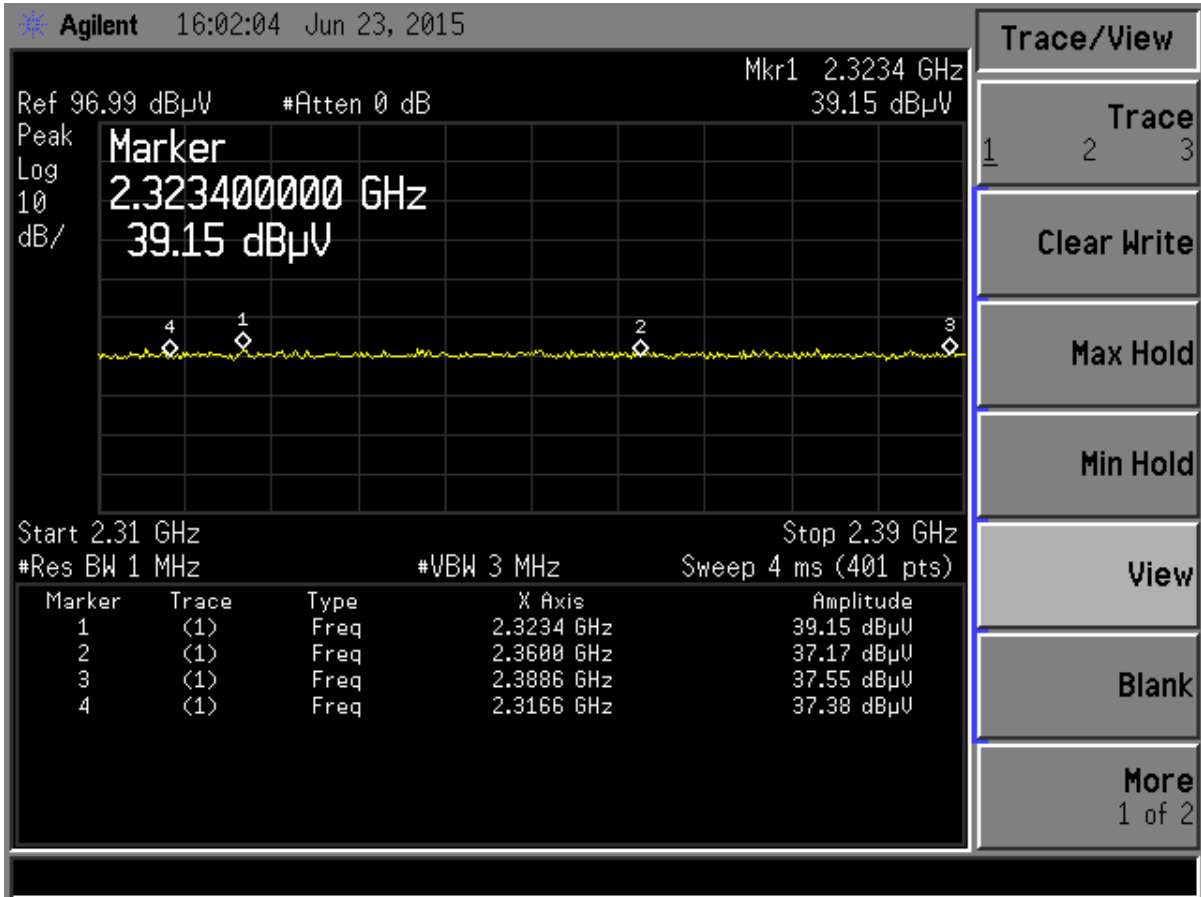 Agilent 16:02:04 Jun 23, 2015
Mkr1 2.3234 GHz
Ref 96.99 dBµV #Atten 0 dB 39.15 dBµV
Peak
Log
10
dB/
Marker
2.323400000 GHz
39.15 dBµV
4 1 2 3
Start 2.31 GHz Stop 2.39 GHz
#Res BW 1 MHz #VBW 3 MHz Sweep 4 ms (401 pts)
Marker Trace Type X Axis Amplitude
1 (1) Freq 2.3234 GHz 39.15 dBµV
2 (1) Freq 2.3600 GHz 37.17 dBµV
3 (1) Freq 2.3886 GHz 37.55 dBµV
4 (1) Freq 2.3166 GHz 37.38 dBµV
Trace/View
Trace
1 2 3
Clear Write
Max Hold
Min Hold
View
Blank
More
1 of 2